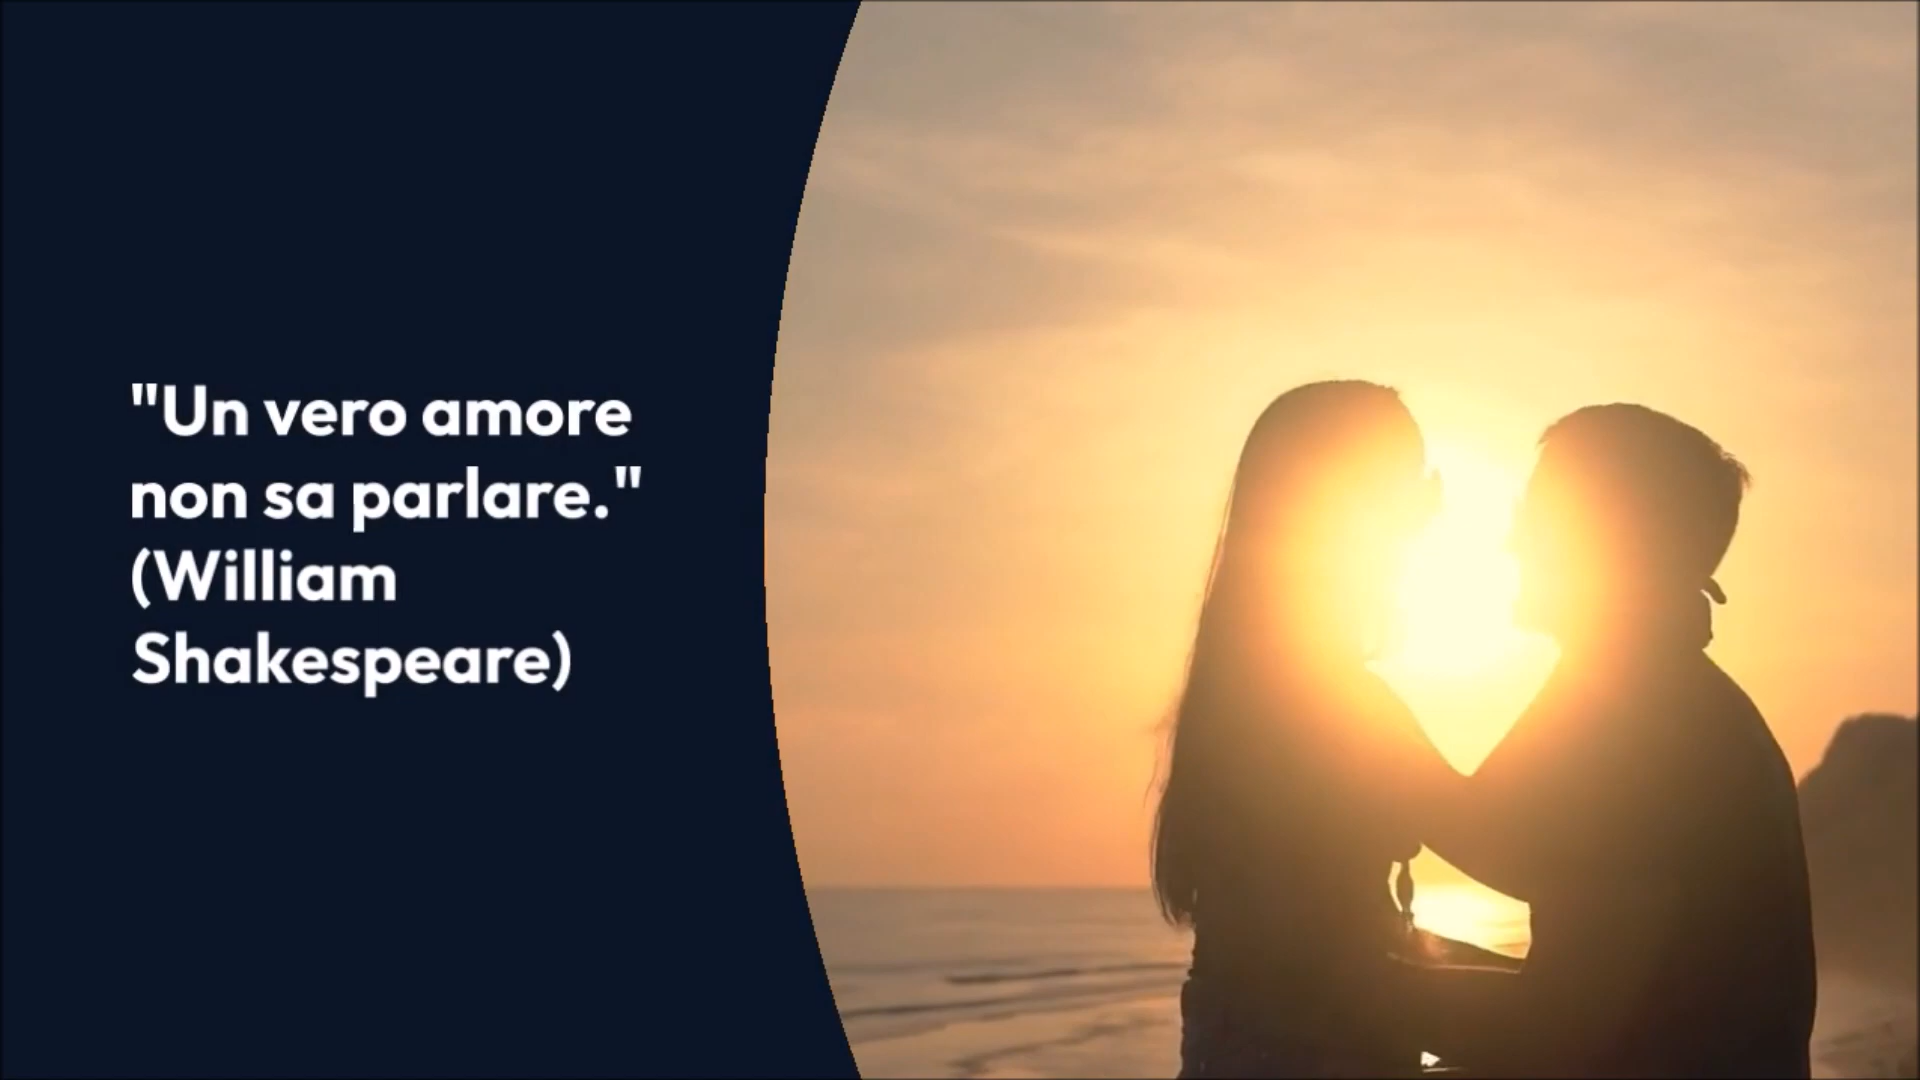 "Un vero amore
non sa parlare."
(William
Shakespeare)